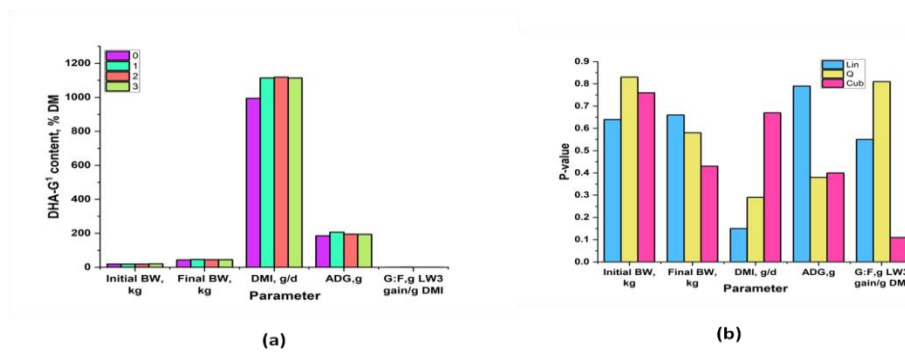 0
1
2
3
1200
1000
800
600
400
200
0
DHA-G¹ content, % DM
Initial BW, kg
Final BW, kg
DMI, g/d
ADG,g
G:F,g LW3 gain/g DMI
Parameter
(a)
Lin
Q
Cub
0.9
0.8
0.7
0.6
0.5
0.4
0.3
0.2
0.1
0.0
P-value
Initial BW, kg
Final BW, kg
DMI, g/d
ADG,g
G:F,g LW3 gain/g DMI
Parameter
(b)